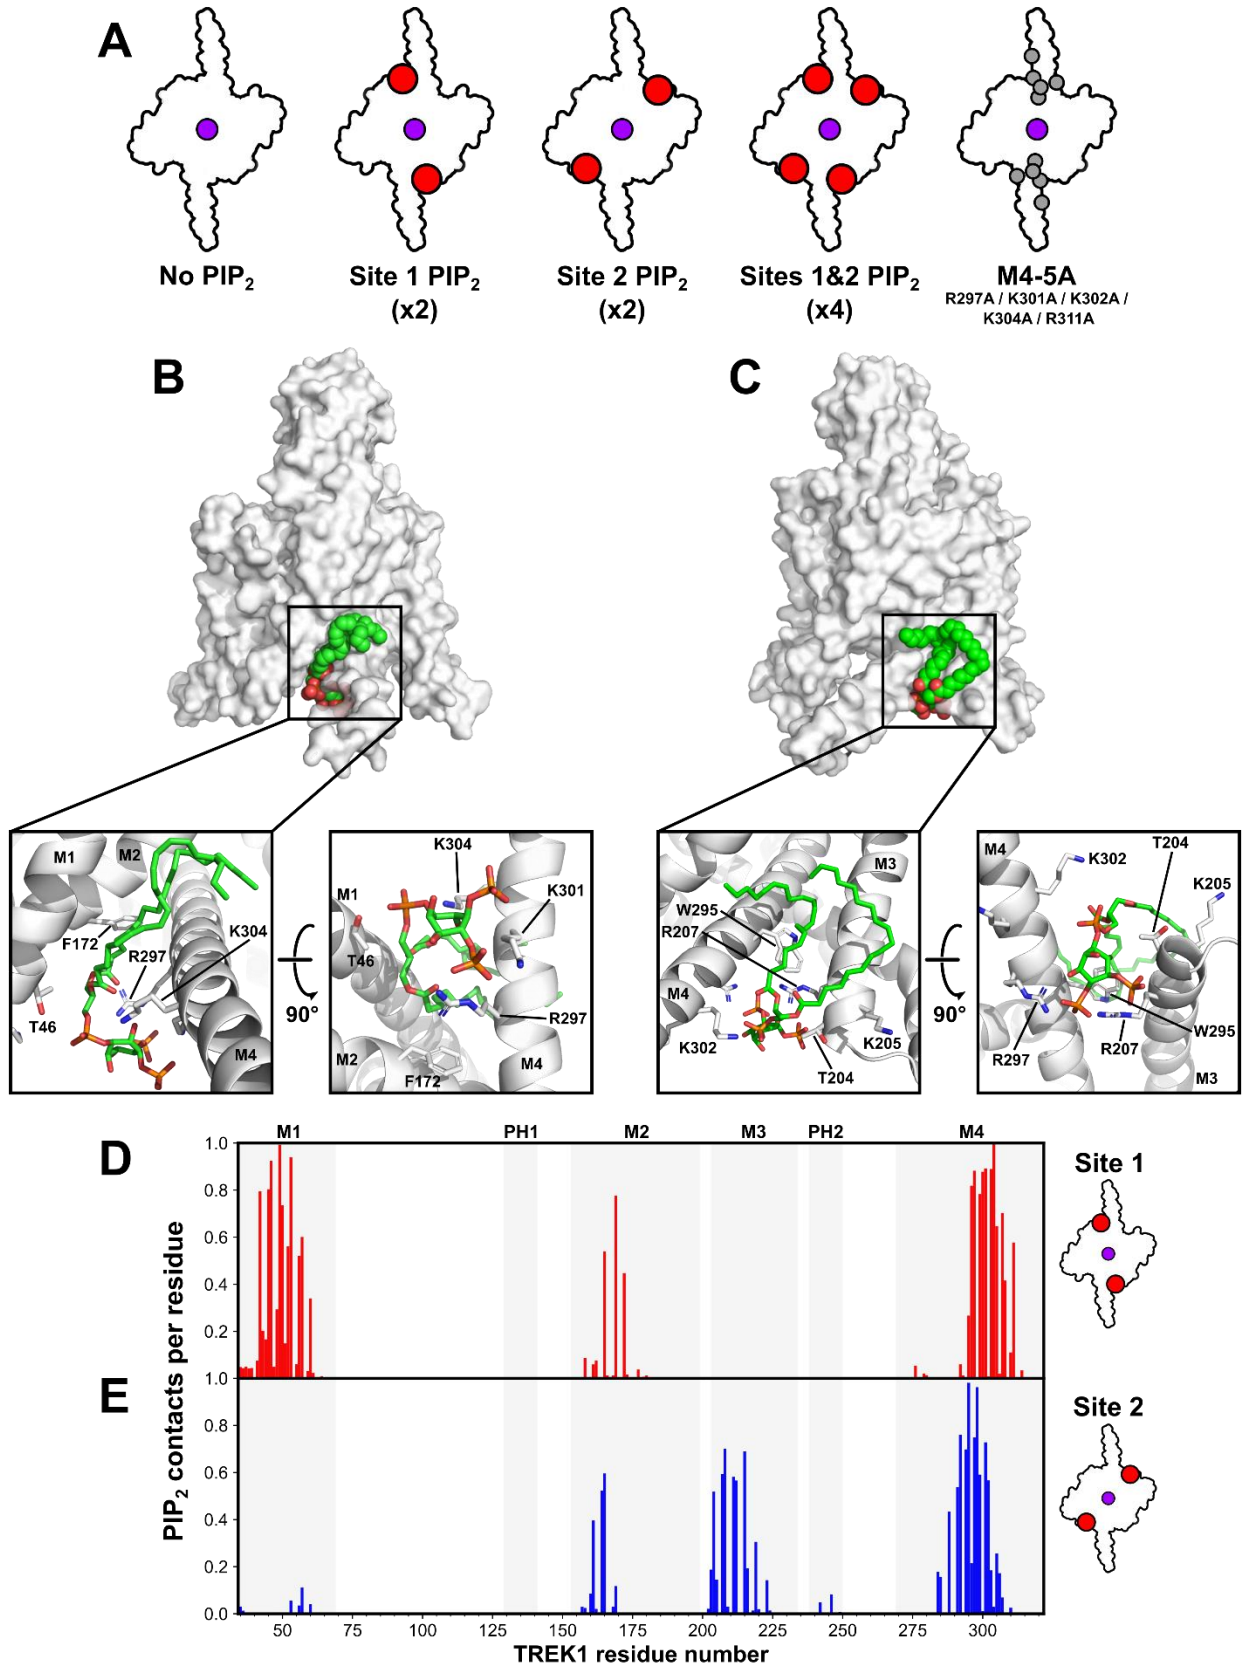 A
No PIP2
Site 1 PIP2
(x2)
Site 2 PIP2
(x2)
Sites 1&2 PIP2
(x4)
M4-5A
R297A / K301A / K302A /
K304A / R311A
B
C
M1
M2
F172
R297
K304
T46
M4
90°
K304
M1
K301
T46
R297
M2
F172
M4
M3
W295
R207
M4
K302
K205
T204
90°
M4
K302
T204
K205
R297
R207
W295
M3
D
M1
PH1
M2
M3
PH2
M4
1.0
0.8
0.6
0.4
0.2
Site 1
E
1.0
0.8
0.6
0.4
0.2
0.0
Site 2
PIP2 contacts per residue
50
75
100
125
150
175
200
225
250
275
300
TREK1 residue number